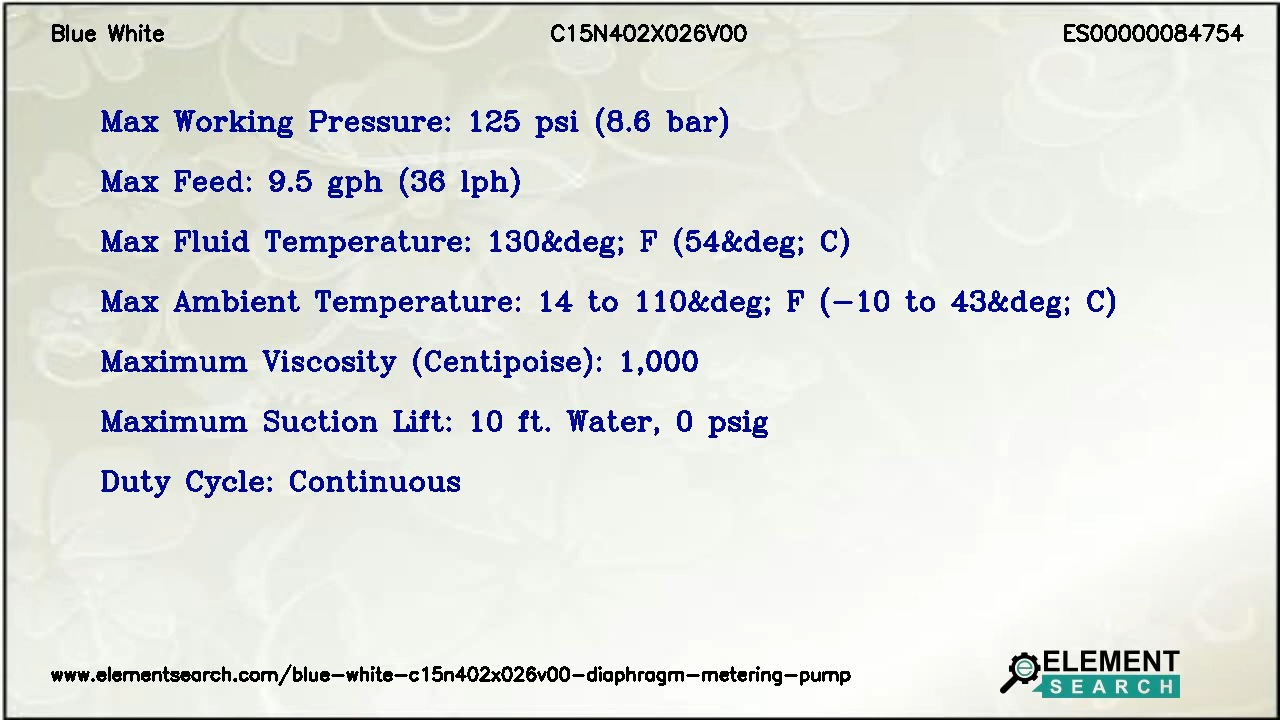 Blue White C15N402X026V00 ES00000084754
Max Working Pressure: 125 psi (8.6 bar)
Max Feed: 9.5 gph (36 lph)
Max Fluid Temperature: 130&deg; F (54&deg; C)
Max Ambient Temperature: 14 to 110&deg; F (−10 to 43&deg; C)
Maximum Viscosity (Centipoise): 1,000
Maximum Suction Lift: 10 ft. Water, 0 psig
Duty Cycle: Continuous
www.elementsearch.com/blue-white-c15n402x026v00-diaphragm-metering-pump
ELEMENT
SEARCH